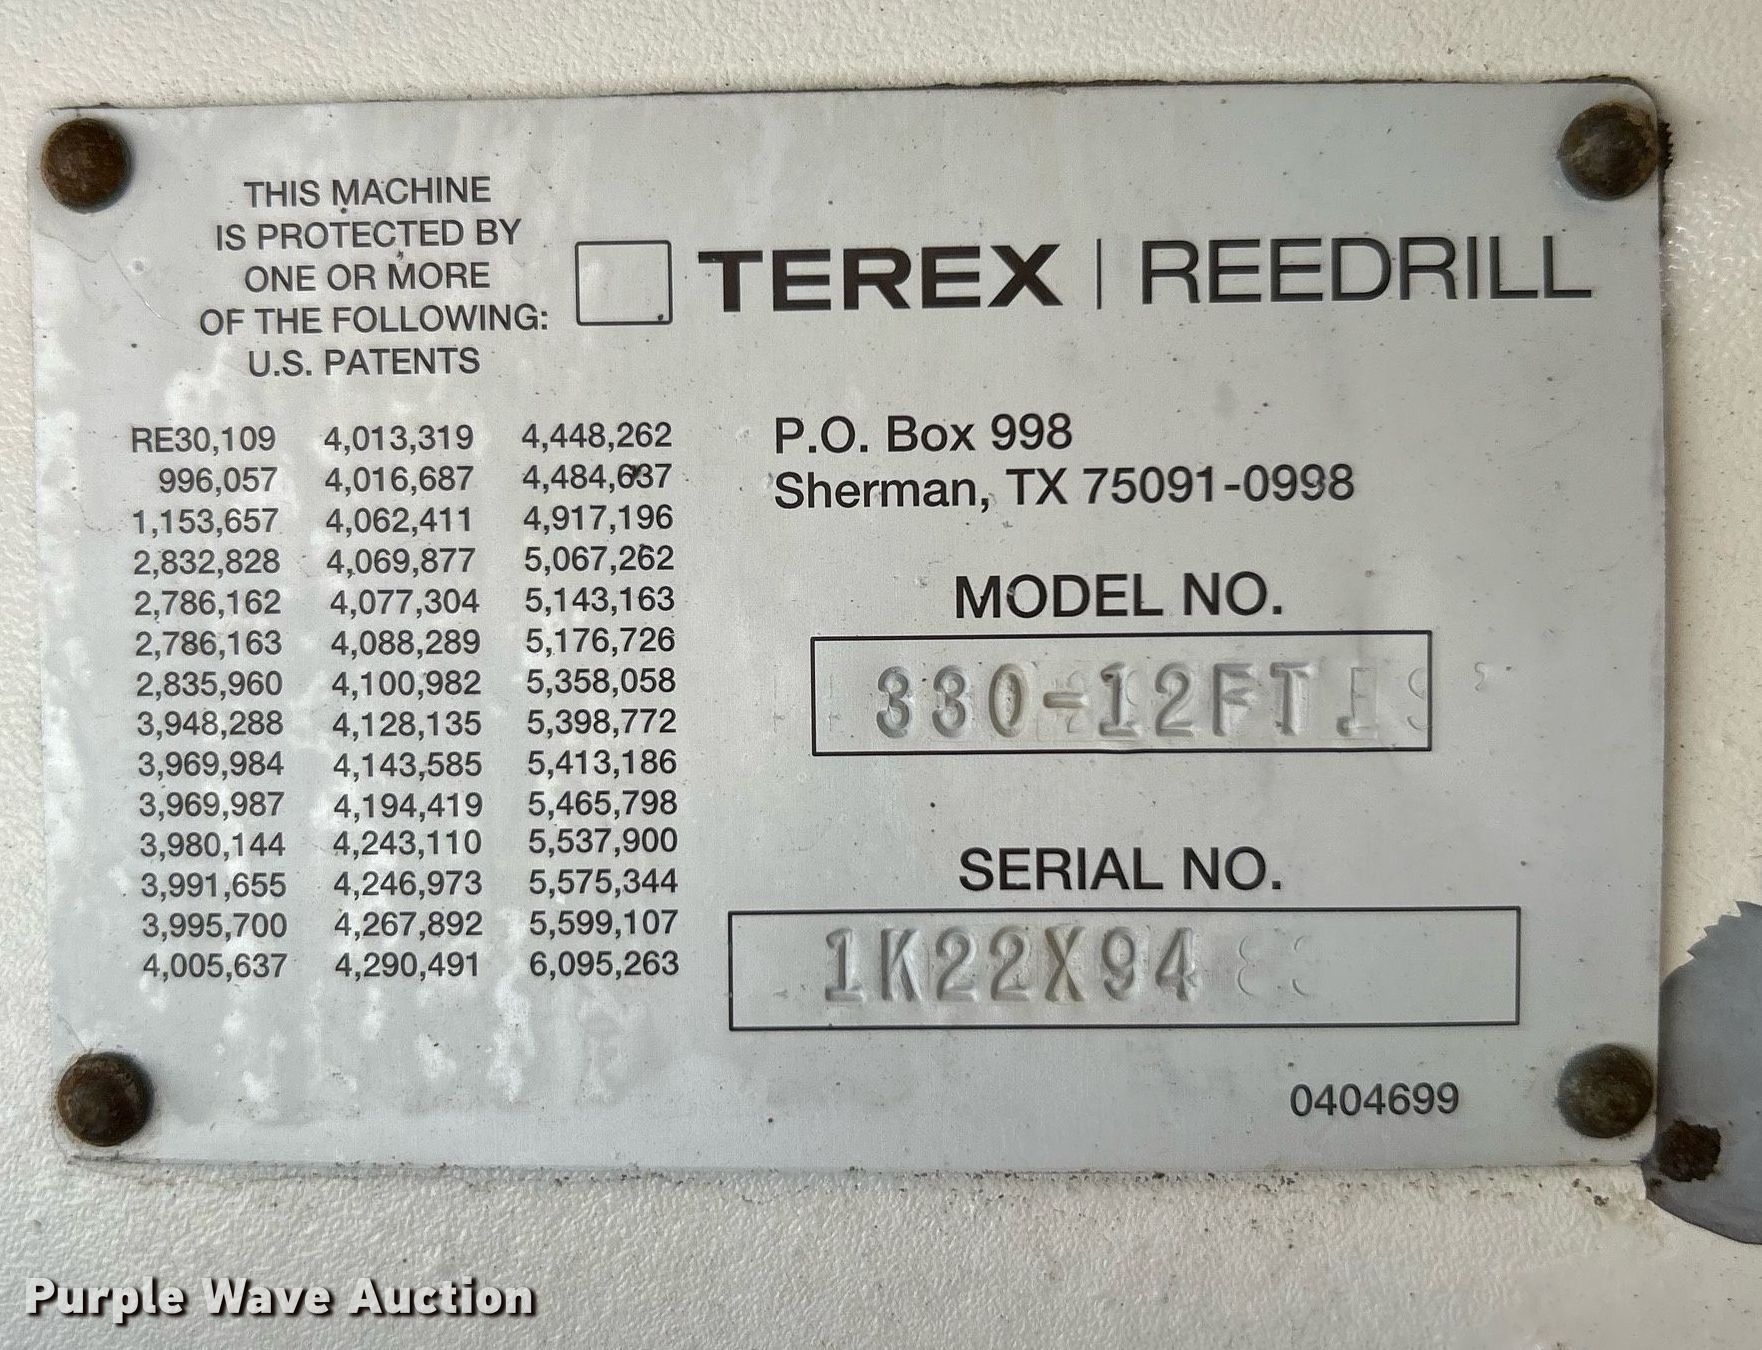 THIS MACHINE
IS PROTECTED BY
ONE OR MORE
OF THE FOLLOWING:
U.S. PATENTS
RE30,109 4,013,319 4,448,262
996,057 4,016,687 4,484,637
1,153,657 4,062,411 4,917,196
2,832,828 4,069,877 5,067,262
2,786,162 4,077,304 5,143,163
2,786,163 4,088,289 5,176,726
2,835,960 4,100,982 5,358,058
3,948,288 4,128,135 5,398,772
3,969,984 4,143,585 5,413,186
3,969,987 4,194,419 5,465,798
3,980,144 4,243,110 5,537,900
3,991,655 4,246,973 5,575,344
3,995,700 4,267,892 5,599,107
4,005,637 4,290,491 6,095,263
TEREX | REEDRILL
P.O. Box 998
Sherman, TX 75091-0998
MODEL NO.
330-12FT.
SERIAL NO.
1K22X94
0404699
Purple Wave Auction